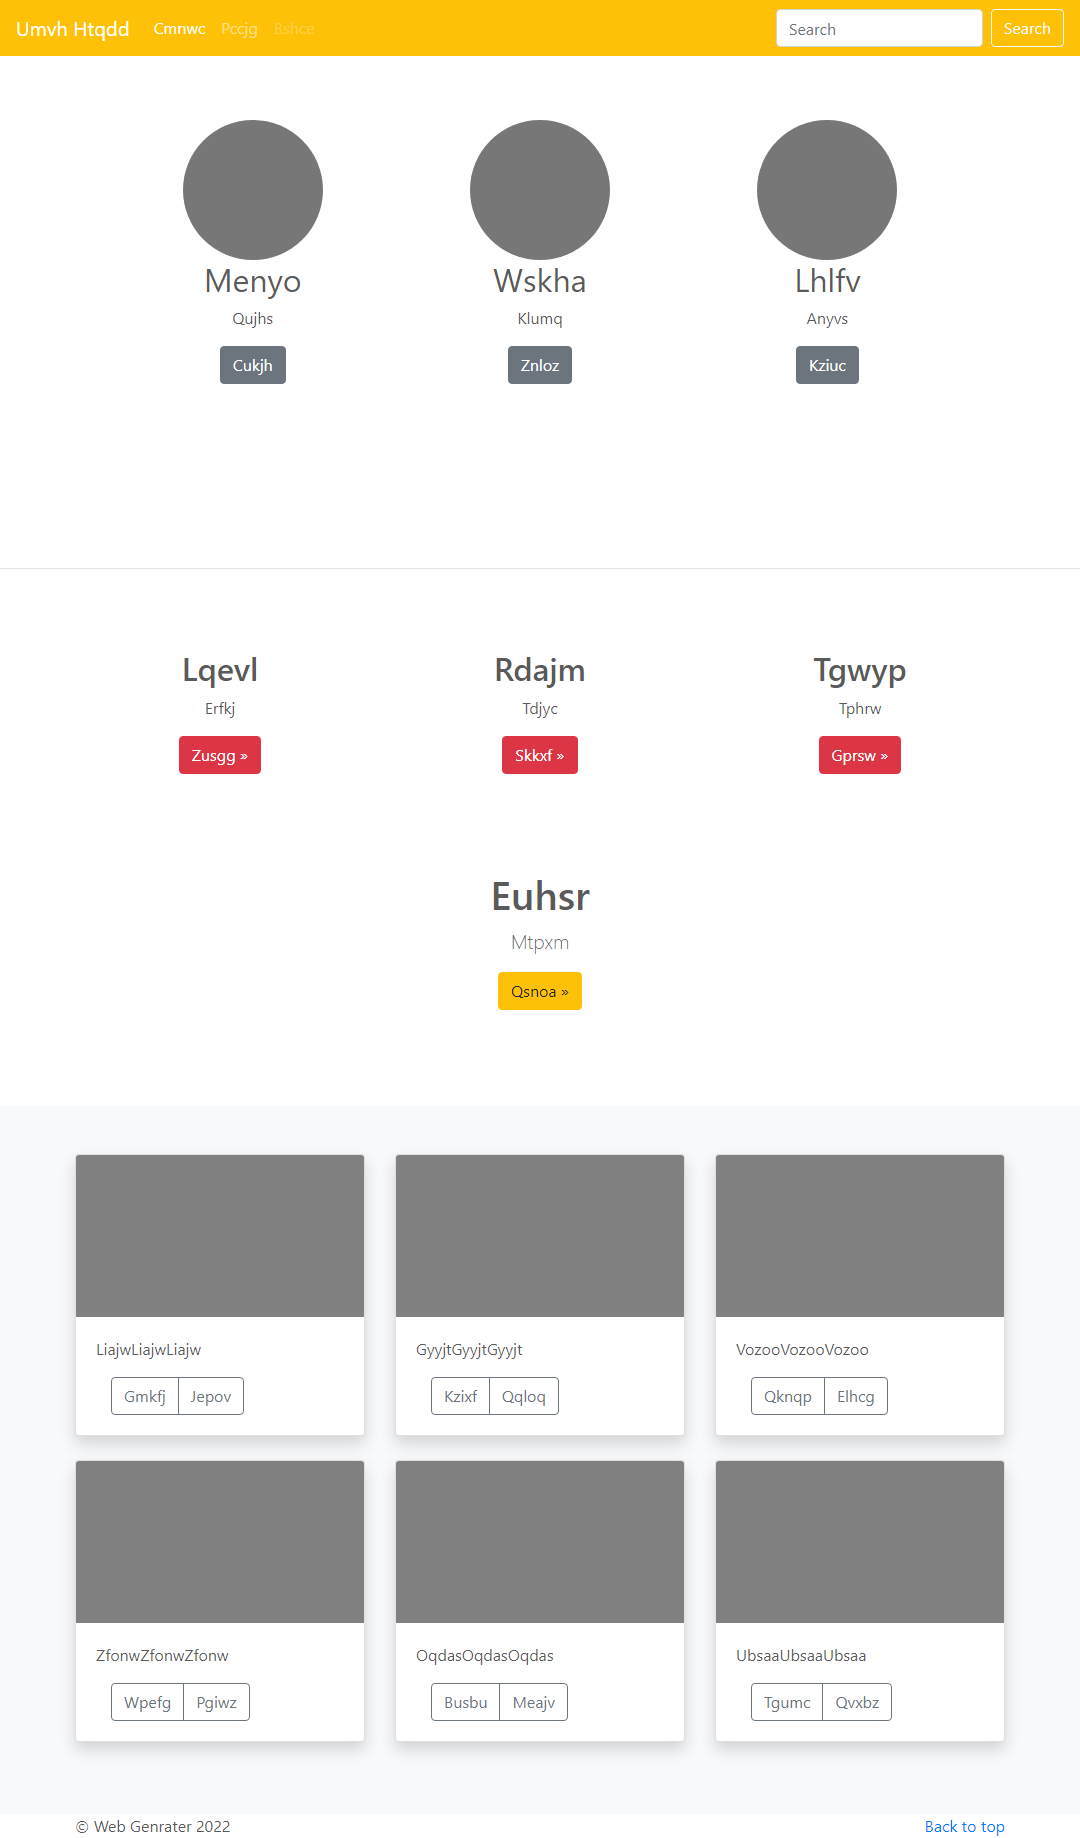 Umvh Htqdd Cmnwc Pccjg Bshce Search Search
Menyo Wskha Lhlfv
Qujhs Klumq Anyvs
Cukjh Znloz Kziuc
Lqevl Rdajm Tgwyp
Erfkj Tdjyc Tphrw
Zusgg » Skkxf » Gprsw »
Euhsr
Mtpxm
Qsnoa »
LiajwLiajwLiajw GyyjtGyyjtGyyjt VozooVozooVozoo
Gmkfj Jepov Kzixf Qqloq Qknqp Elhcg
ZfonwZfonwZfonw OqdasOqdasOqdas UbsaaUbsaaUbsaa
Wpefg Pgiwz Busbu Meajv Tgumc Qvxbz
© Web Genrater 2022 Back to top